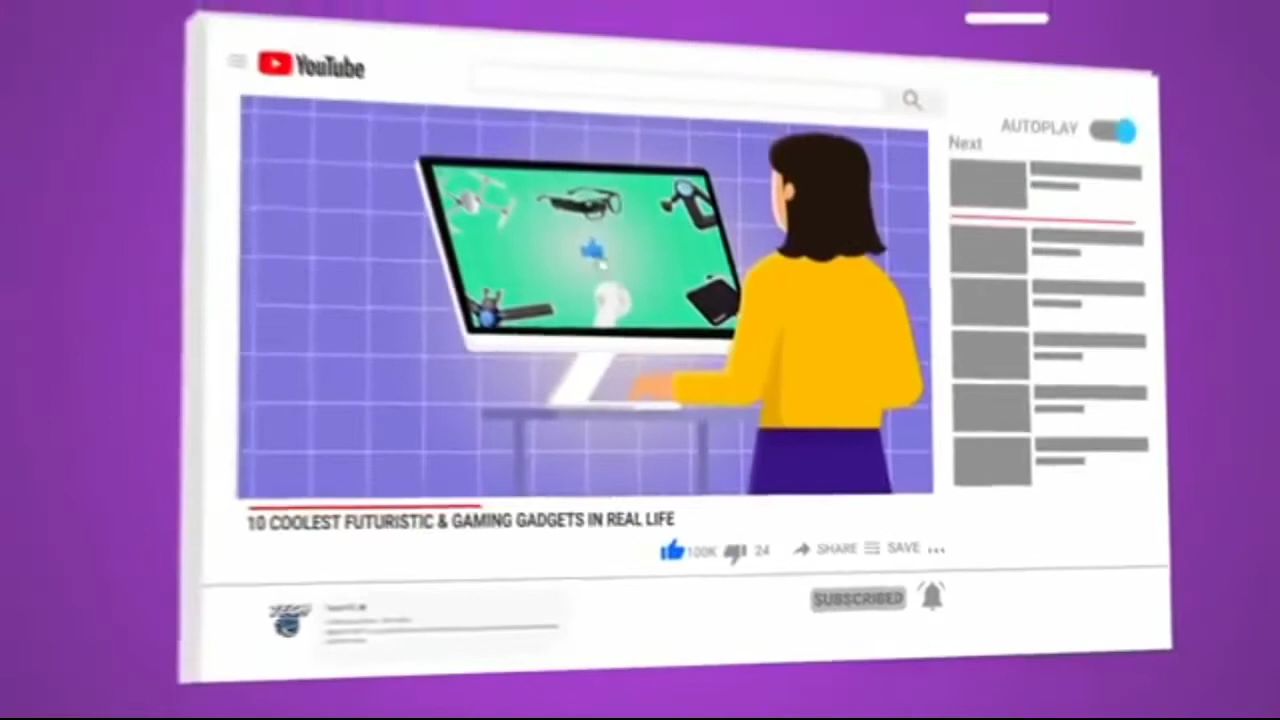 YouTube
AUTOPLAY
Next
10 COOLEST FUTURISTIC & GAMING GADGETS IN REAL LIFE
100K 24 SHARE SAVE ...
SUBSCRIBED